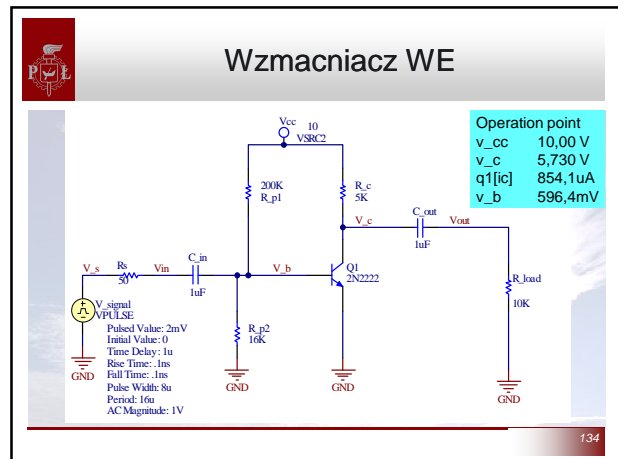 P Ł
Wzmacniacz WE
Operation point
v_cc 10,00 V
v_c 5,730 V
q1[ic] 854,1uA
v_b 596,4mV
Vcc
10
VSRC2
200K
R_p1
R_c
5K
C_out
V_c
Vout
1uF
V_s
Rs
50
Vin
C_in
1uF
V_b
Q1
2N2222
R_load
10K
V_signal
VPULSE
Pulsed Value: 2mV
Initial Value: 0
Time Delay: 1u
Rise Time: .1ns
Fall Time: .1ns
Pulse Width: 8u
Period: 16u
AC Magnitude: 1V
R_p2
16K
GND
GND
GND
GND
134